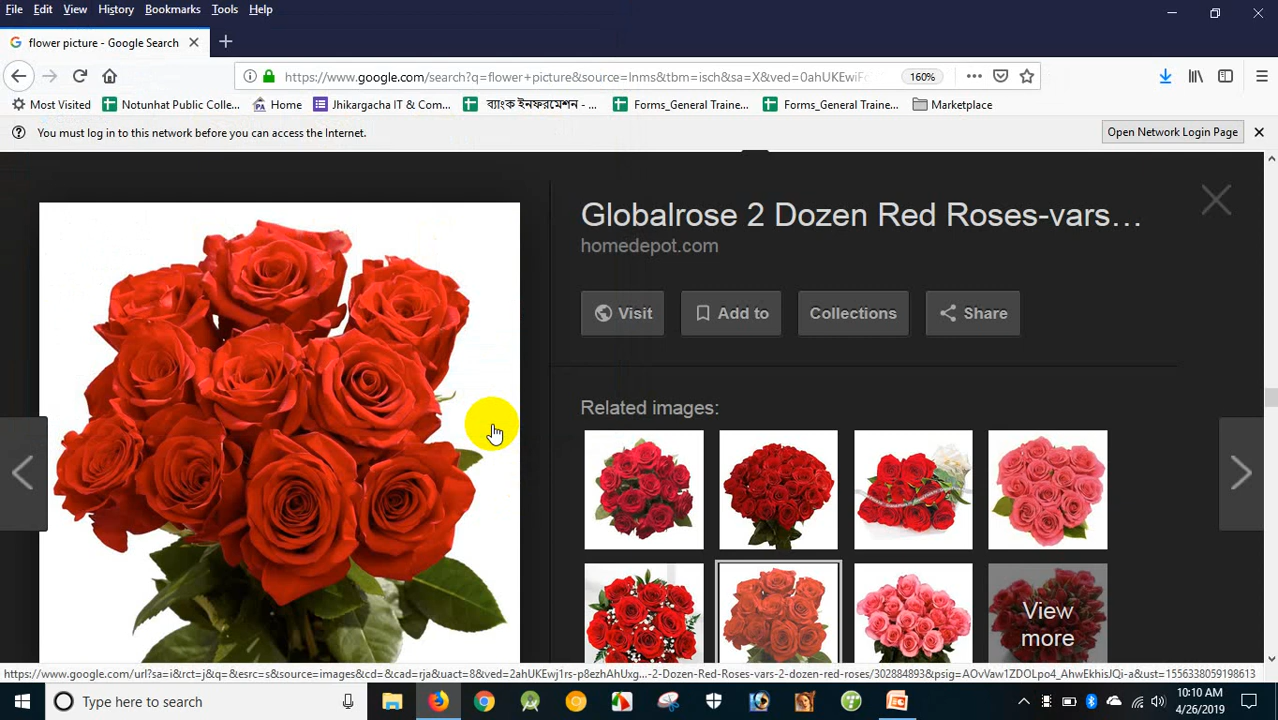 File Edit View History Bookmarks Tools Help
flower picture - Google Search
https://www.google.com/search?q=flower+picture&source=lnms&tbm=isch&sa=X&ved=0ahUKEwiF
160%
Most Visited Notunhat Public Colle... Home Jhikargacha IT & Com... ব্যাংক ইনফরমেশন - ... Forms_General Traine... Forms_General Traine... Marketplace
You must log in to this network before you can access the Internet.
Open Network Login Page
Globalrose 2 Dozen Red Roses-vars...
homedepot.com
Visit Add to Collections Share
Related images:
View
more
https://www.google.com/url?sa=i&rct=j&q=&esrc=s&source=images&cd=&cad=rja&uact=8&ved=2ahUKEwj1rs-p8ezhAhUxg...-2-Dozen-Red-Roses-vars-2-dozen-red-roses/302884893&psig=AOvVaw1ZDOLpo4_AhwEkhisJQi-a&ust=1556338059198613
Type here to search
10:10 AM
4/26/2019